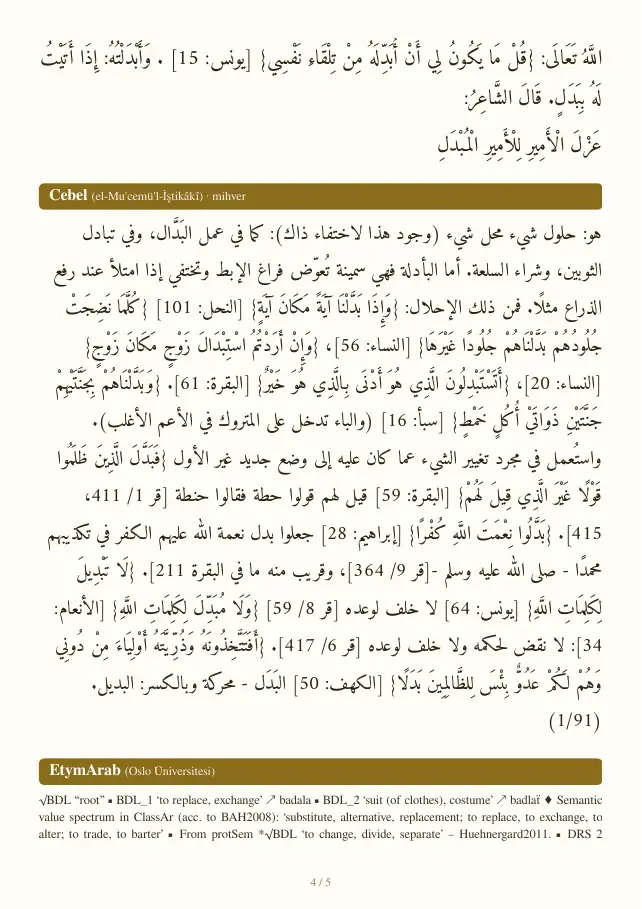 اللَّهُ تَعَالَى: {قُلْ مَا يَكُونُ لِي أَنْ أُبَدِّلَهُ مِنْ تِلْقَاءِ نَفْسِي} [يونس: 15] . وَأَبْدَلْتُهُ: إِذَا أَتَيْتُ
لَهُ بِبَدَلٍ. قَالَ الشَّاعِرُ:
عَزْلَ الْأَمِيرِ لِلْأَمِيرِ الْمُبْدَلِ
Cebel (el-Mu'cemü'l-İştikâkî) · mihver
هو: حلول شيء محل شيء (وجود هذا لاختفاء ذاك): كما في عمل البَدَّال، وفي تبادل
الثوبين، وشراء السلعة. أما البأدلة فهي سمينة تُعوّض فراغ الإبط وتختفي إذا امتلأ عند رفع
الذراع مثلًا. فمن ذلك الإحلال: {وَإِذَا بَدَّلْنَا آيَةً مَكَانَ آيَةٍ} [النحل: 101] {كُلَّمَا نَضِجَتْ
جُلُودُهُمْ بَدَّلْنَاهُمْ جُلُودًا غَيْرَهَا} [النساء: 56]، {وَإِنْ أَرَدْتُمُ اسْتِبْدَالَ زَوْجٍ مَكَانَ زَوْجٍ}
[النساء: 20]، {أَتَسْتَبْدِلُونَ الَّذِي هُوَ أَدْنَى بِالَّذِي هُوَ خَيْرٌ} [البقرة: 61]. {وَبَدَّلْنَاهُمْ بِجَنَّتَيْهِمْ
جَنَّتَيْنِ ذَوَاتَيْ أُكُلٍ خَمْطٍ} [سبأ: 16] (والباء تدخل على المتروك في الأعم الأغلب).
واستُعمل في مجرد تغيير الشيء عما كان عليه إلى وضع جديد غير الأول {فَبَدَّلَ الَّذِينَ ظَلَمُوا
قَوْلًا غَيْرَ الَّذِي قِيلَ لَهُمْ} [البقرة: 59] قيل لهم قولوا حطة فقالوا حنطة [قر 1/ 411،
415]. {بَدَّلُوا نِعْمَتَ اللَّهِ كُفْرًا} [إبراهيم: 28] جعلوا بدل نعمة الله عليهم الكفر في تكذيبهم
محمدًا - صلى الله عليه وسلم -[قر 9/ 364]، وقريب منه ما في البقرة 211]. {لَا تَبْدِيلَ
لِكَلِمَاتِ اللَّهِ} [يونس: 64] لا خلف لوعده [قر 8/ 59] {وَلَا مُبَدِّلَ لِكَلِمَاتِ اللَّهِ} [الأنعام:
34]: لا نقض لحكمه ولا خلف لوعده [قر 6/ 417]. {أَفَتَتَّخِذُونَهُ وَذُرِّيَّتَهُ أَوْلِيَاءَ مِنْ دُونِي
وَهُمْ لَكُمْ عَدُوٌّ بِئْسَ لِلظَّالِمِينَ بَدَلًا} [الكهف: 50] البَدَل - محركة وبالكسر: البديل.
(1/91)
EtymArab (Oslo Üniversitesi)
√BDL “root” ▪ BDL_1 ‘to replace, exchange’ ↗ badala ▪ BDL_2 ‘suit (of clothes), costume’ ↗ badlaẗ ♦ Semantic
value spectrum in ClassAr (acc. to BAH2008): ‘substitute, alternative, replacement; to replace, to exchange, to
alter; to trade, to barter’ ▪ From protSem *√BDL ‘to change, divide, separate’ – Huehnergard2011. ▪ DRS 2
4 / 5